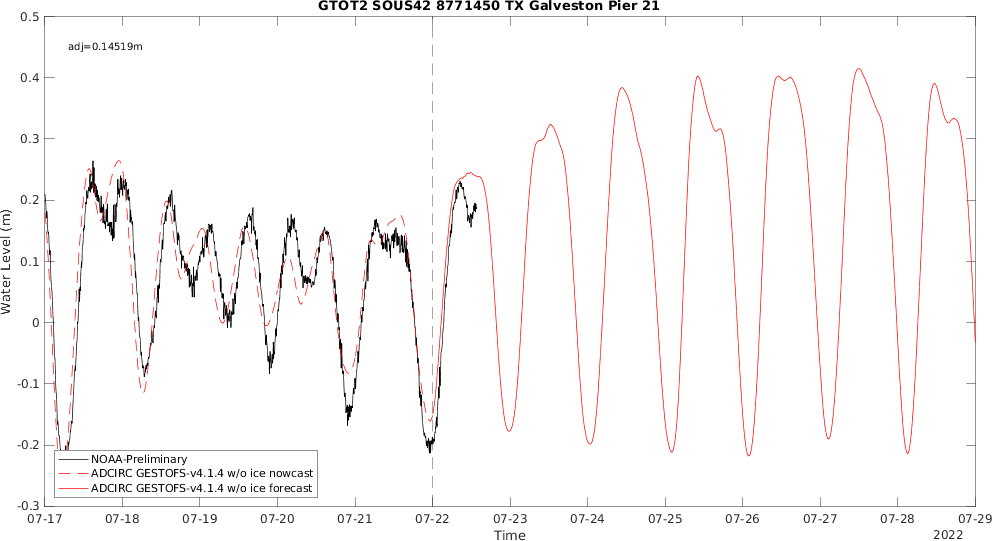 GTOT2 SOUS42 8771450 TX Galveston Pier 21
adj=0.14519m
0.5
0.4
0.3
0.2
0.1
0
-0.1
-0.2
-0.3
Water Level (m)
NOAA-Preliminary
ADCIRC GESTOFS-v4.1.4 w/o ice nowcast
ADCIRC GESTOFS-v4.1.4 w/o ice forecast
07-17 07-18 07-19 07-20 07-21 07-22 07-23 07-24 07-25 07-26 07-27 07-28 07-29
Time
2022